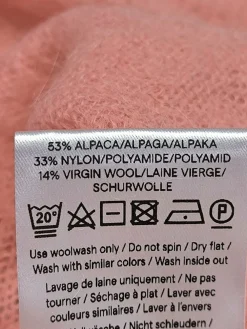 53% ALPACA/ALPAGA/ALPAKA
33% NYLON/POLYAMIDE/POLYAMID
14% VIRGIN WOOL/LAINE VIERGE/
SCHURWOLLE
20°
P
Use woolwash only / Do not spin / Dry flat /
Wash with similar colors / Wash inside out
Lavage de laine uniquement / Ne pas
tourner / Séchage à plat / Laver avec
couleurs similaires / Laver à l'envers
/ Nicht schleudern /